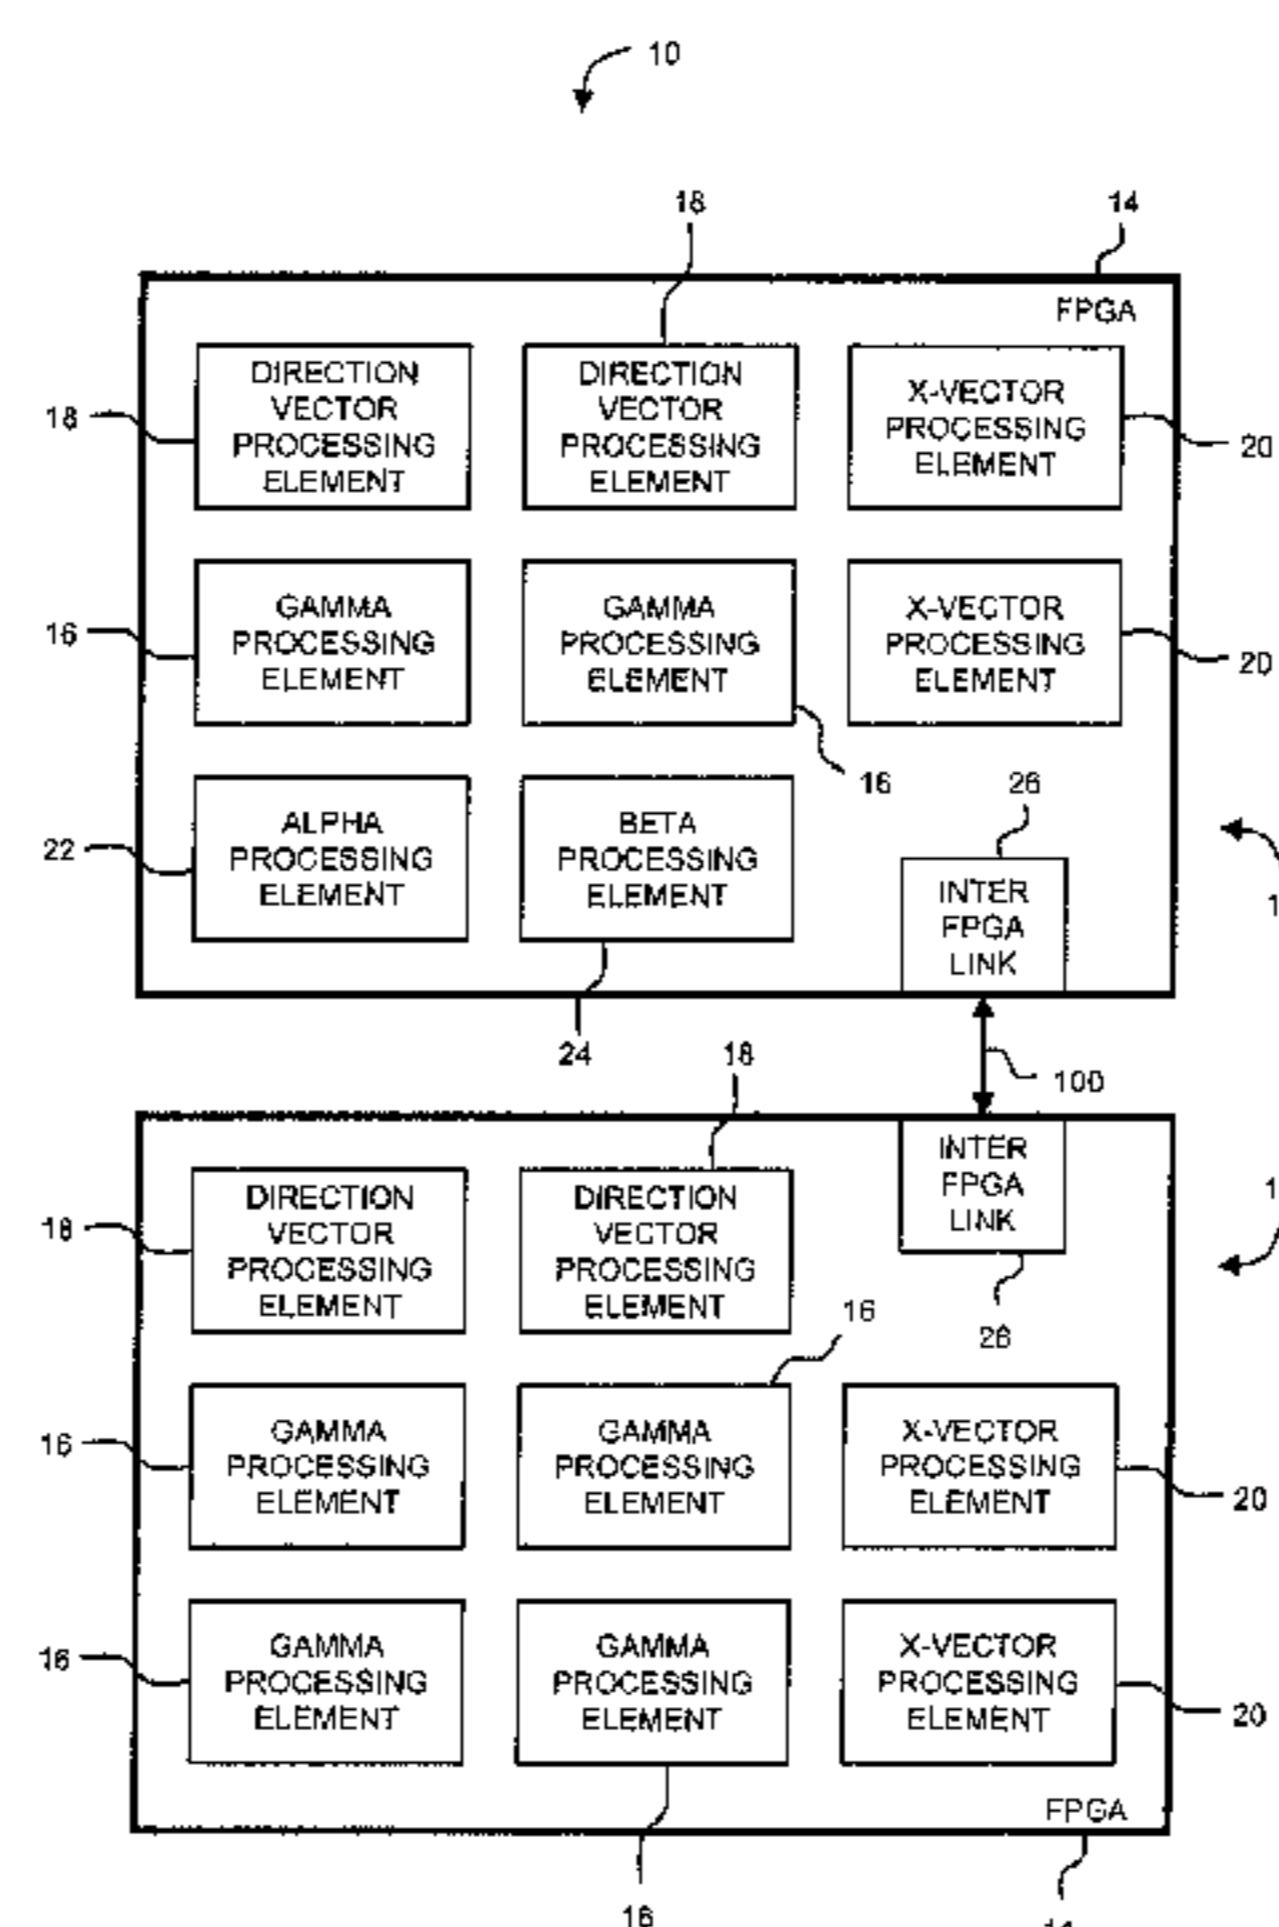 10
18
14
FPGA
DIRECTION
VECTOR
PROCESSING
ELEMENT
DIRECTION
VECTOR
PROCESSING
ELEMENT
X-VECTOR
PROCESSING
ELEMENT
18
20
GAMMA
PROCESSING
ELEMENT
GAMMA
PROCESSING
ELEMENT
X-VECTOR
PROCESSING
ELEMENT
16
20
16
26
ALPHA
PROCESSING
ELEMENT
BETA
PROCESSING
ELEMENT
22
INTER
FPGA
LINK
1
24
18
100
INTER
FPGA
LINK
1
DIRECTION
VECTOR
PROCESSING
ELEMENT
DIRECTION
VECTOR
PROCESSING
ELEMENT
18
26
16
GAMMA
PROCESSING
ELEMENT
GAMMA
PROCESSING
ELEMENT
X-VECTOR
PROCESSING
ELEMENT
16
20
GAMMA
PROCESSING
ELEMENT
GAMMA
PROCESSING
ELEMENT
X-VECTOR
PROCESSING
ELEMENT
16
20
FPGA
16